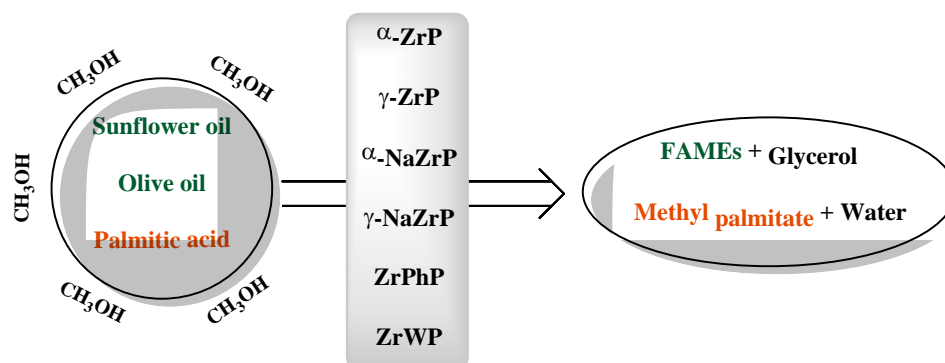 CH₃OH
CH₃OH
CH₃OH
CH₃OH
CH₃OH
Sunflower oil
Olive oil
Palmitic acid
α-ZrP
γ-ZrP
α-NaZrP
γ-NaZrP
ZrPhP
ZrWP
FAMEs + Glycerol
Methyl palmitate + Water